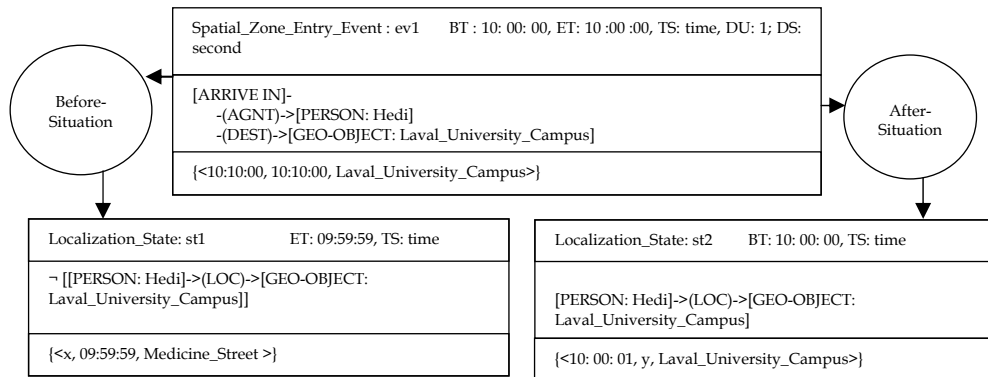 Spatial_Zone_Entry_Event : ev1 BT : 10: 00: 00, ET: 10 :00 :00, TS: time, DU: 1; DS:
second
Before-
Situation
[ARRIVE IN]-
-(AGNT)->[PERSON: Hedi]
-(DEST)->[GEO-OBJECT: Laval_University_Campus]
After-
Situation
{<10:10:00, 10:10:00, Laval_University_Campus>}
Localization_State: st1 ET: 09:59:59, TS: time
¬ [[PERSON: Hedi]->(LOC)->[GEO-OBJECT:
Laval_University_Campus]]
{<x, 09:59:59, Medicine_Street >}
Localization_State: st2 BT: 10: 00: 00, TS: time
[PERSON: Hedi]->(LOC)->[GEO-OBJECT:
Laval_University_Campus]
{<10: 00: 01, y, Laval_University_Campus>}